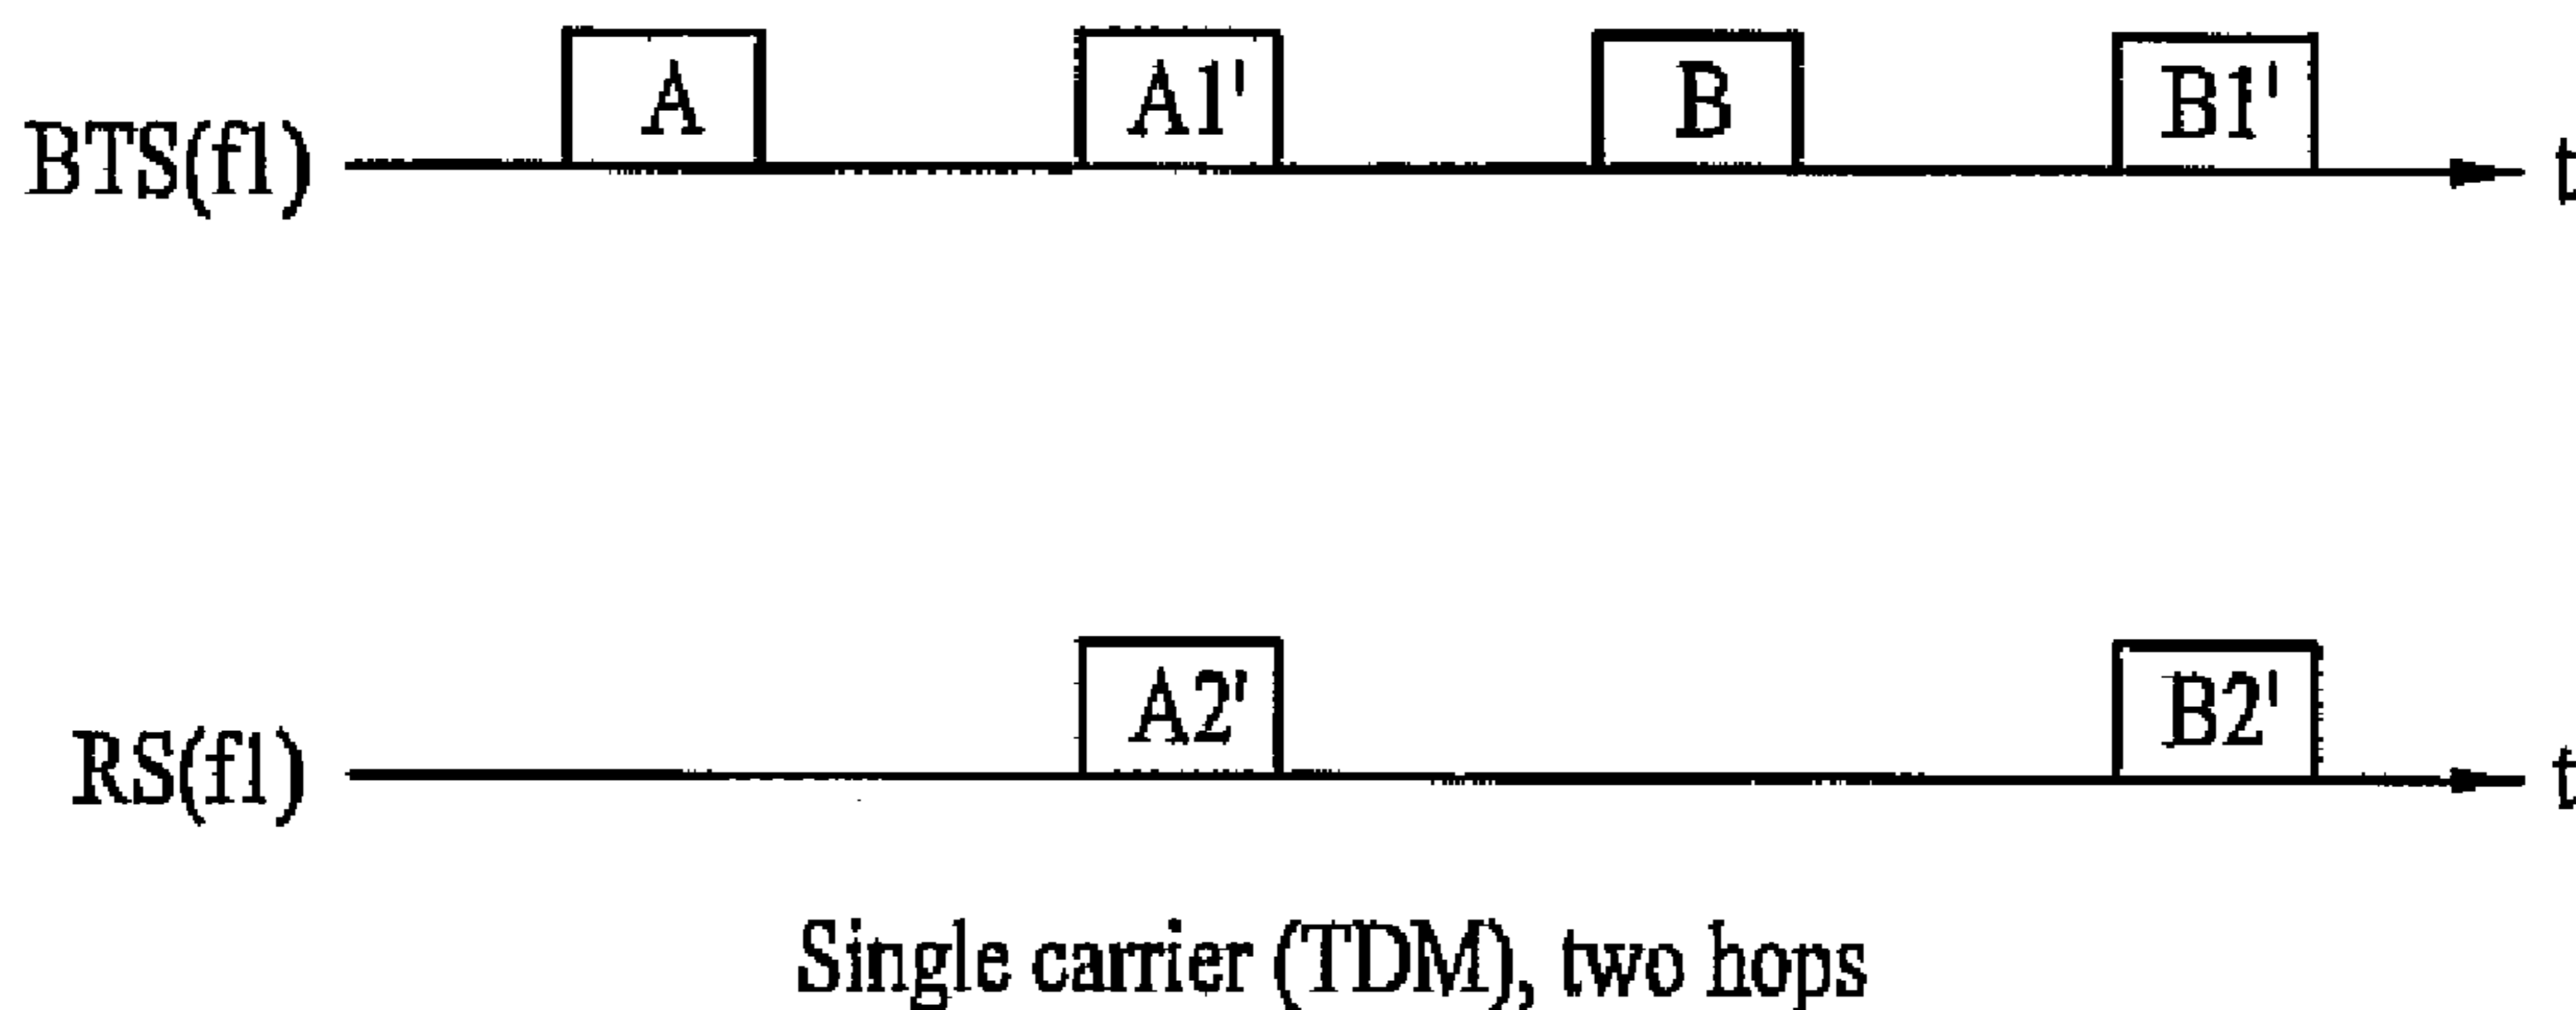 A A1' B B1'
BTS(f1) t
A2' B2'
RS(f1) t
Single carrier (TDM), two hops